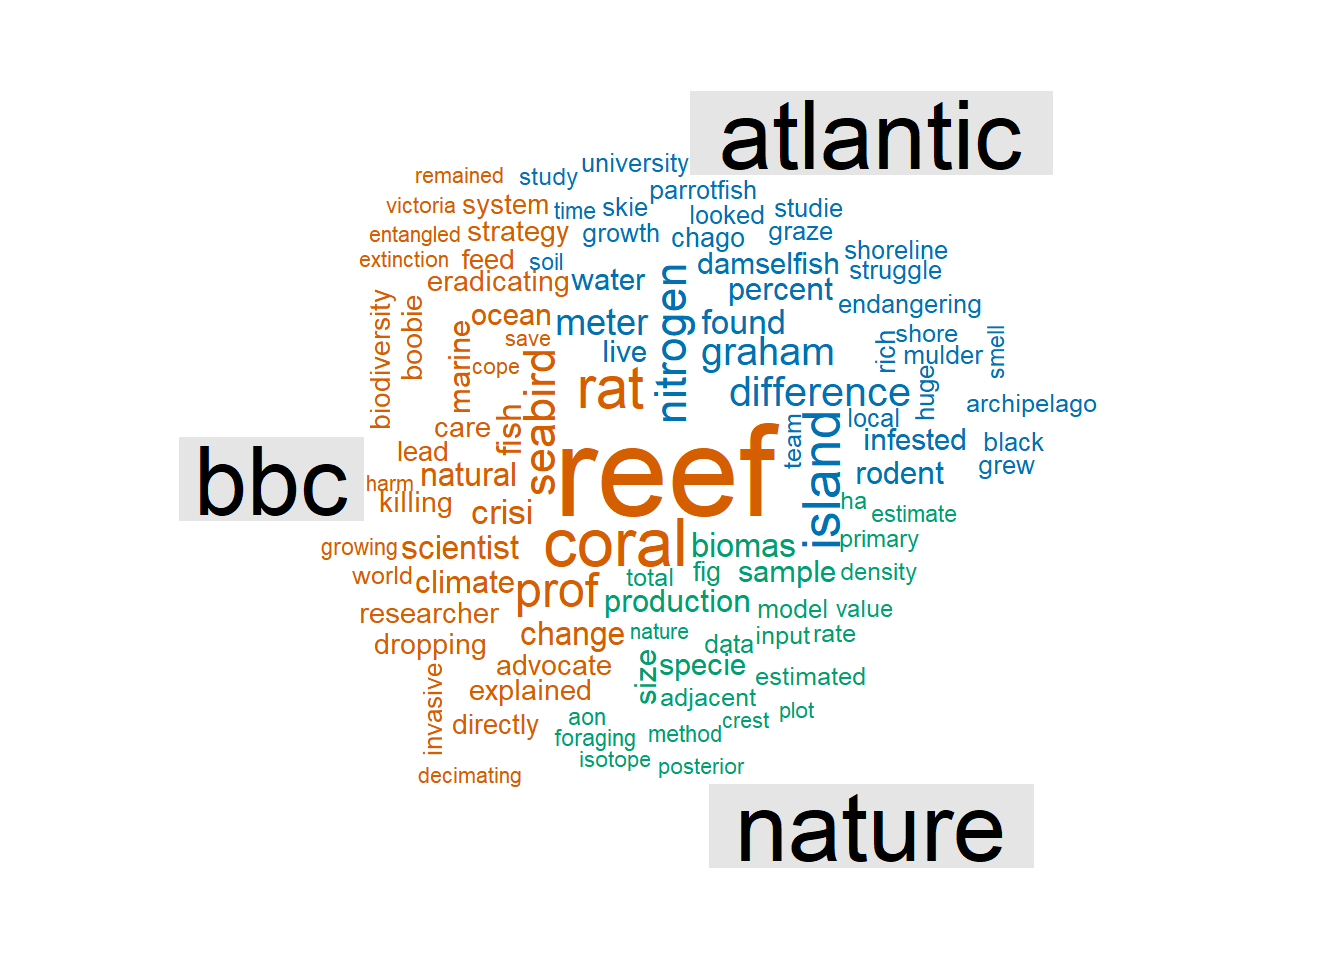 atlantic
university
remained
study
parrotfish
victoria
system
time
skie
looked
studie
entangled
strategy
growth
chago
graze
extinction
feed
soil
damselfish
shoreline
struggle
eradicating
water
percent
endangering
biodiversity
boobie
marine
ocean
save
cope
meter
live
nitrogen
found
graham
rich
shore
mulder
smell
seabird
rat
difference
huge
archipelago
care
fish
lead
team
local
infested
black
grew
bbc
natural
reef
island
rodent
harm
killing
crisi
ha
estimate
growing
scientist
coral
biomas
primary
world
climate
prof
total
fig
sample
density
researcher
production
model
value
dropping
change
nature
data
input
rate
advocate
size
specie
estimated
invasive
explained
adjacent
directly
aon
crest
plot
foraging
method
isotope
posterior
decimating
nature